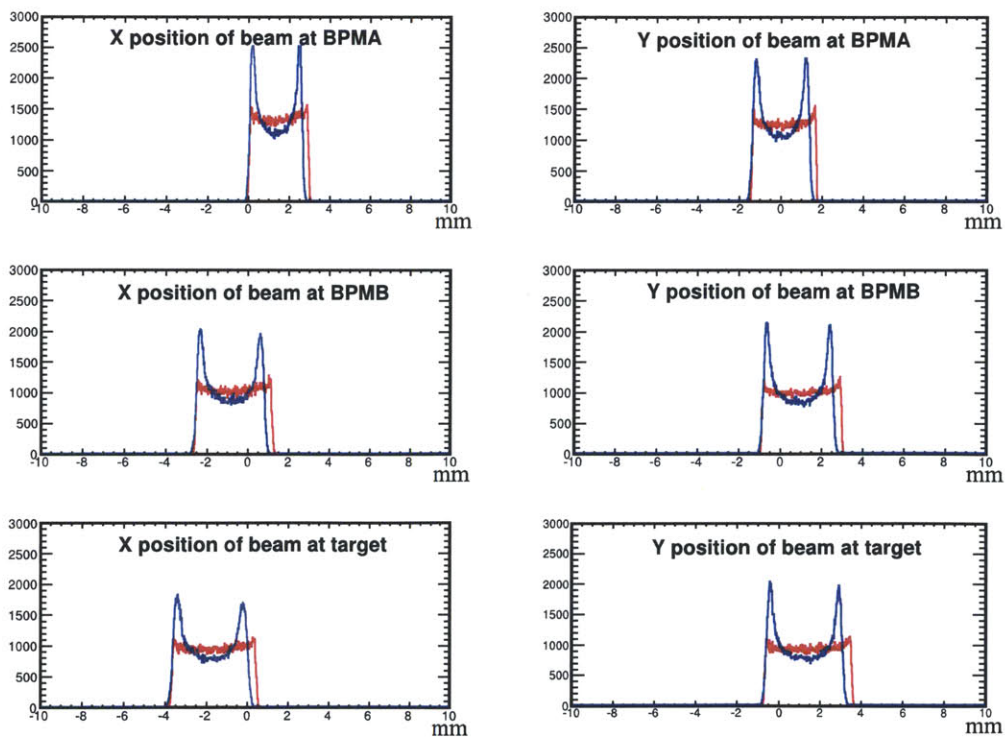 X position of beam at BPMA
3000
2500
2000
1500
1000
500
0
-10 -8 -6 -4 -2 0 2 4 6 8 10
mm
Y position of beam at BPMA
3000
2500
2000
1500
1000
500
0
-10 -8 -6 -4 -2 0 2 4 6 8 10
mm
X position of beam at BPMB
3000
2500
2000
1500
1000
500
0
-10 -8 -6 -4 -2 0 2 4 6 8 10
mm
Y position of beam at BPMB
3000
2500
2000
1500
1000
500
0
-10 -8 -6 -4 -2 0 2 4 6 8 10
mm
X position of beam at target
3000
2500
2000
1500
1000
500
0
-10 -8 -6 -4 -2 0 2 4 6 8 10
mm
Y position of beam at target
3000
2500
2000
1500
1000
500
0
-10 -8 -6 -4 -2 0 2 4 6 8 10
mm